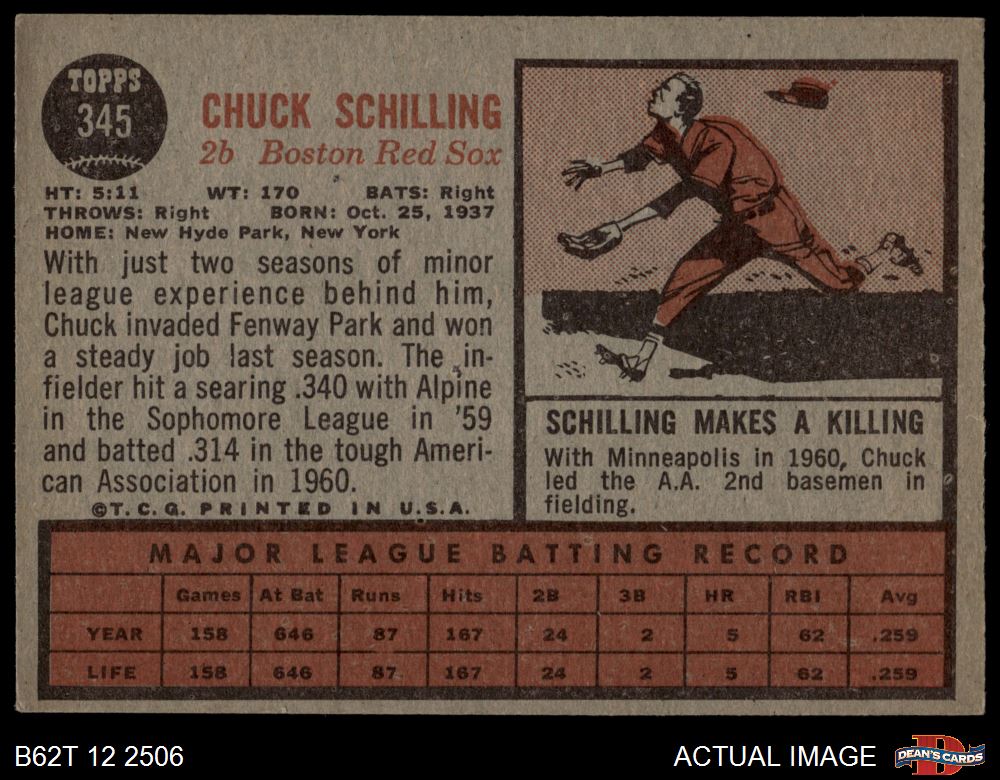 TOPPS
345
CHUCK SCHILLING
2b Boston Red Sox
HT: 5:11 WT: 170 BATS: Right
THROWS: Right BORN: Oct. 25, 1937
HOME: New Hyde Park, New York
With just two seasons of minor
league experience behind him,
Chuck invaded Fenway Park and won
a steady job last season. The in-
fielder hit a searing .340 with Alpine
in the Sophomore League in '59
and batted .314 in the tough Ameri-
can Association in 1960.
©T.C.G. PRINTED IN U.S.A.
SCHILLING MAKES A KILLING
With Minneapolis in 1960, Chuck
led the A.A. 2nd basemen in
fielding.
MAJOR LEAGUE BATTING RECORD
Games At Bat Runs Hits 2B 3B HR RBI Avg
YEAR 158 646 87 167 24 2 5 62 .259
LIFE 158 646 87 167 24 2 5 62 .259
B62T 12 2506
ACTUAL IMAGE
DEAN'S CARDS